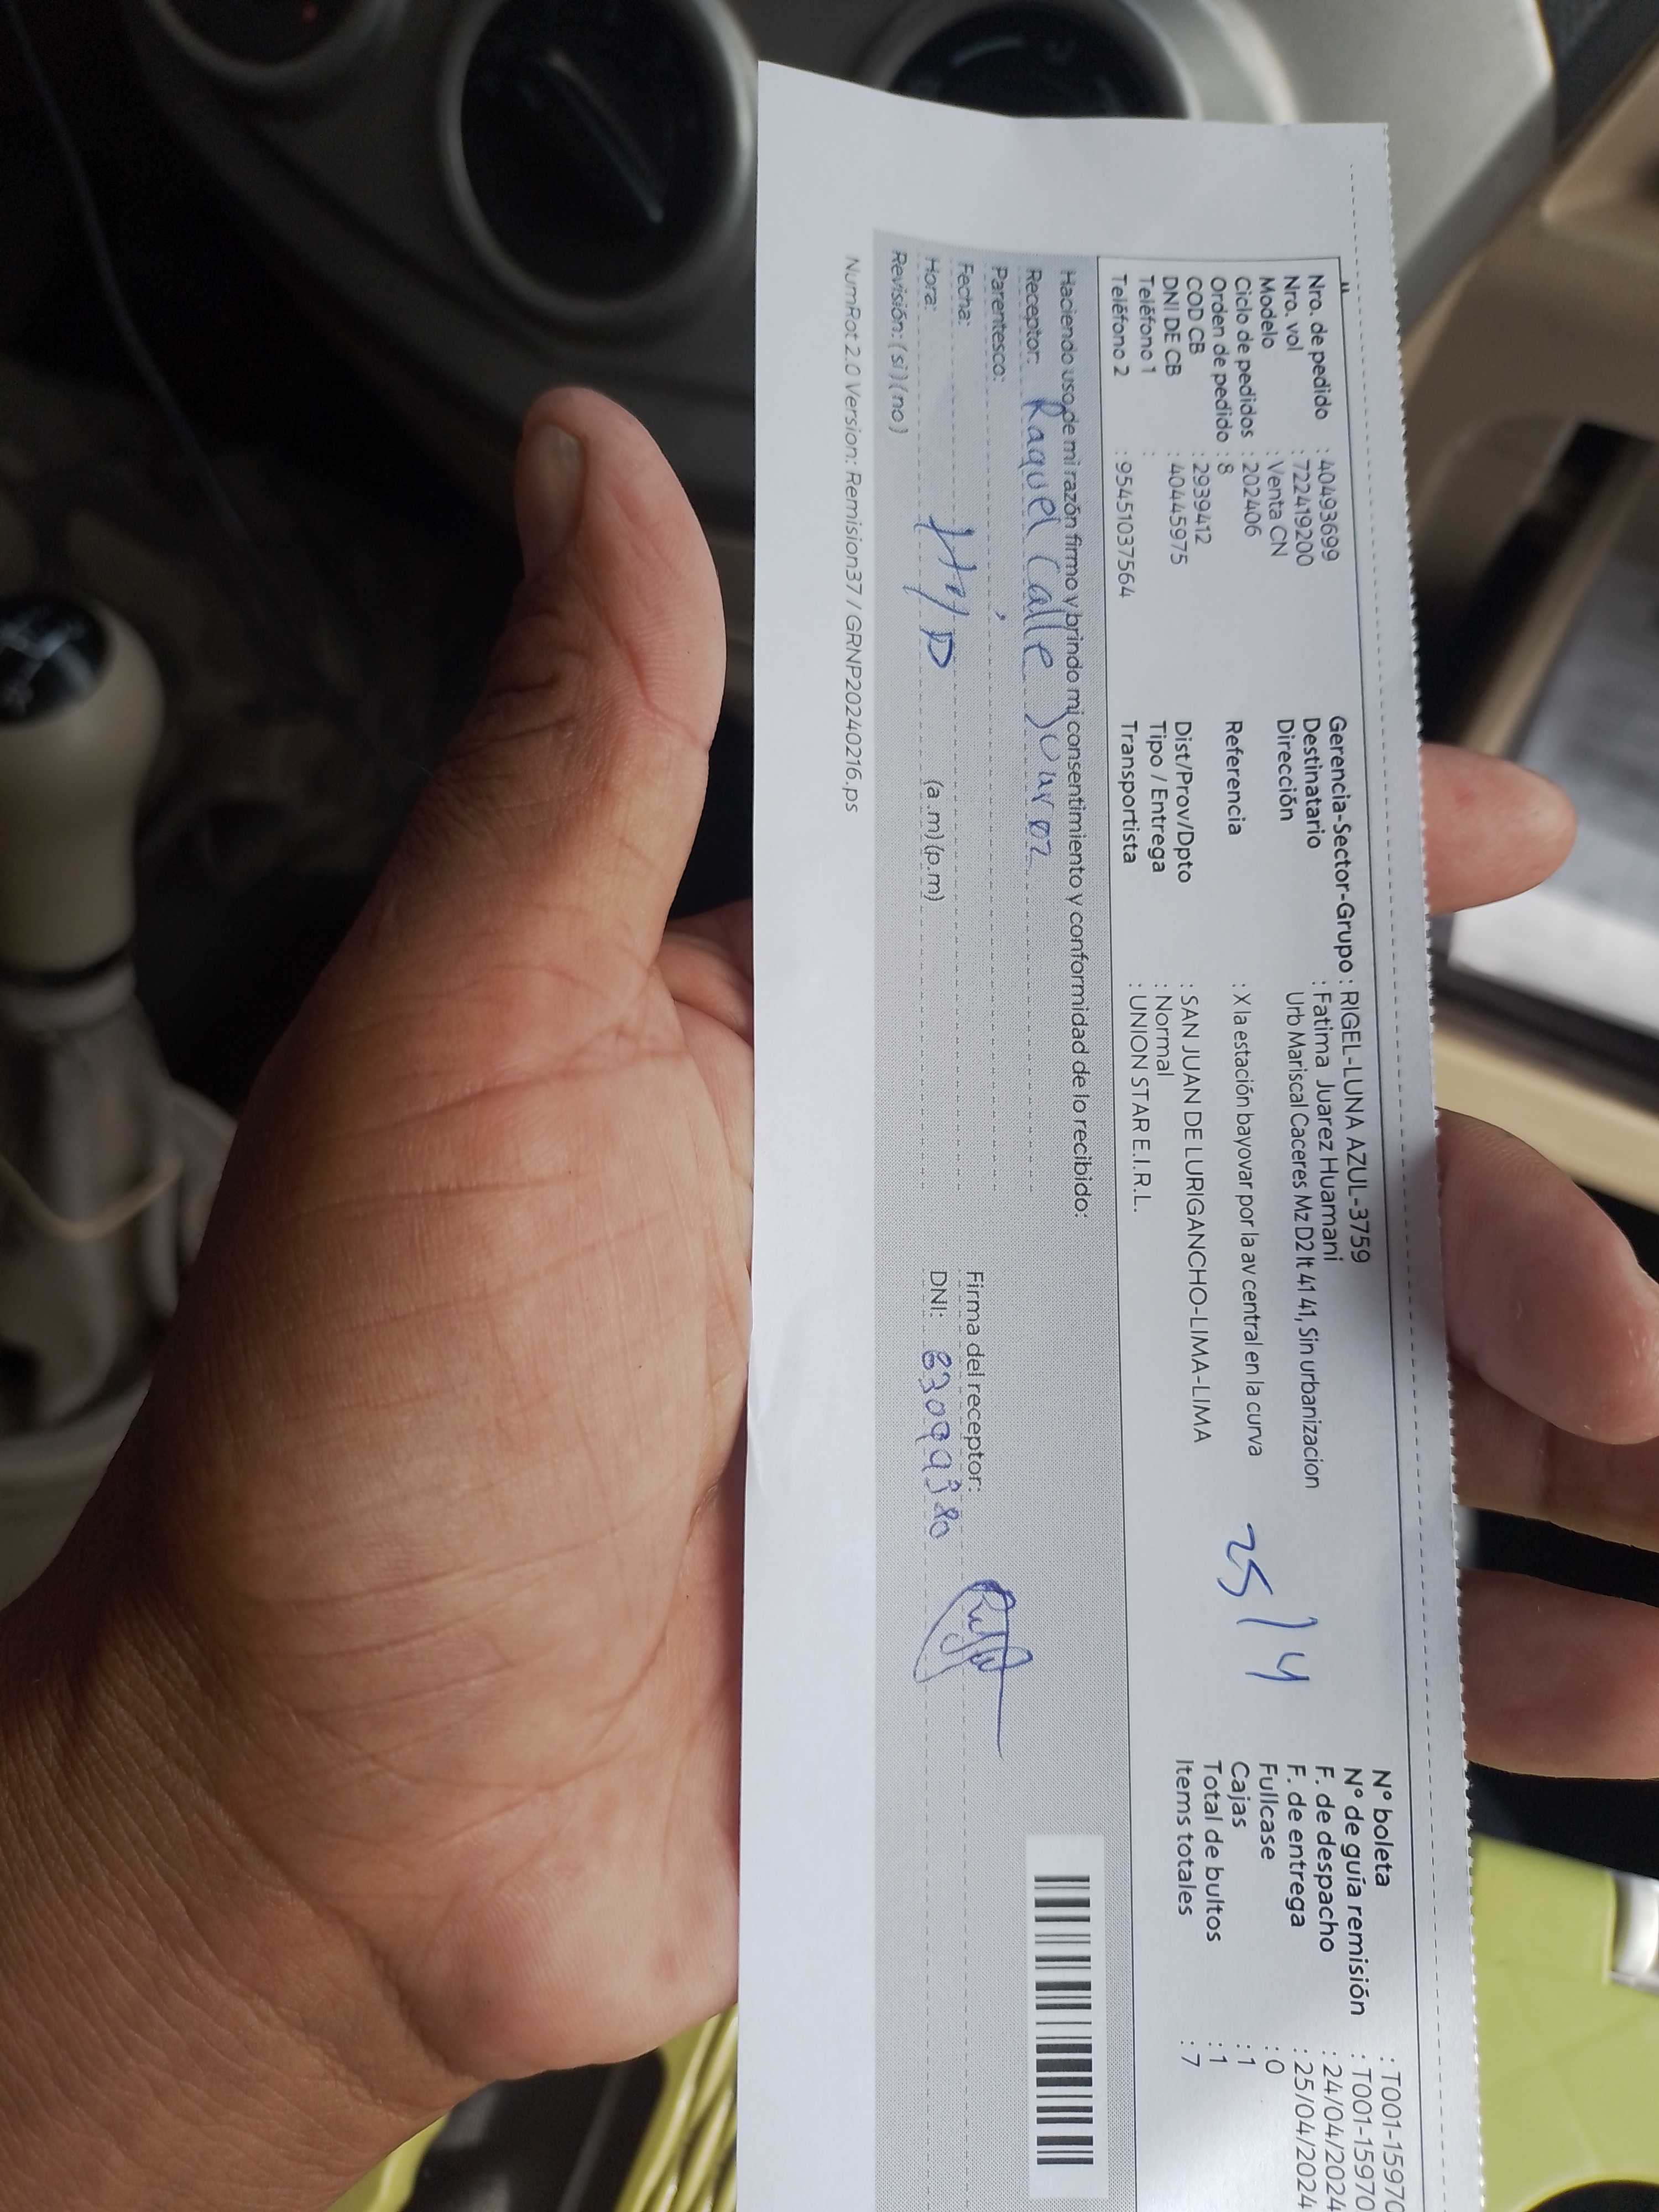 Nro. de pedido : 40493699
Nro. vol : 722419200
Modelo : Venta CN
Ciclo de pedidos : 202406
Orden de pedido : 8
COD CB : 2939412
DNI DE CB : 40445975
Teléfono 1 :
Teléfono 2 : 95451037564
Gerencia-Sector-Grupo : RIGEL-LUNA AZUL-3759
Destinatario : Fatima Juarez Huamani
Dirección Urb Mariscal Caceres Mz D2 lt 41 41, Sin urbanizacion
Referencia : X la estación bayovar por la av central en la curva
Dist/Prov/Dpto : SAN JUAN DE LURIGANCHO-LIMA-LIMA
Tipo / Entrega : Normal
Transportista : UNION STAR E.I.R.L.
25/4
N° boleta : T001-15970
N° de guía remisión : T001-15970
F. de despacho : 24/04/2024
F. de entrega : 25/04/2024
Fullcase : 0
Cajas : 1
Total de bultos : 1
Items totales : 7
Haciendo uso de mi razón firmo y brindo mi consentimiento y conformidad de lo recibido:
Receptor: Raquel Calle
Parentesco:
Fecha:
Hora: (a.m) (p.m)
Revisión: (si) (no)
Firma del receptor:
DNI:
NumRot 2.0 Version: Remision37 / GRNP20240216.ps